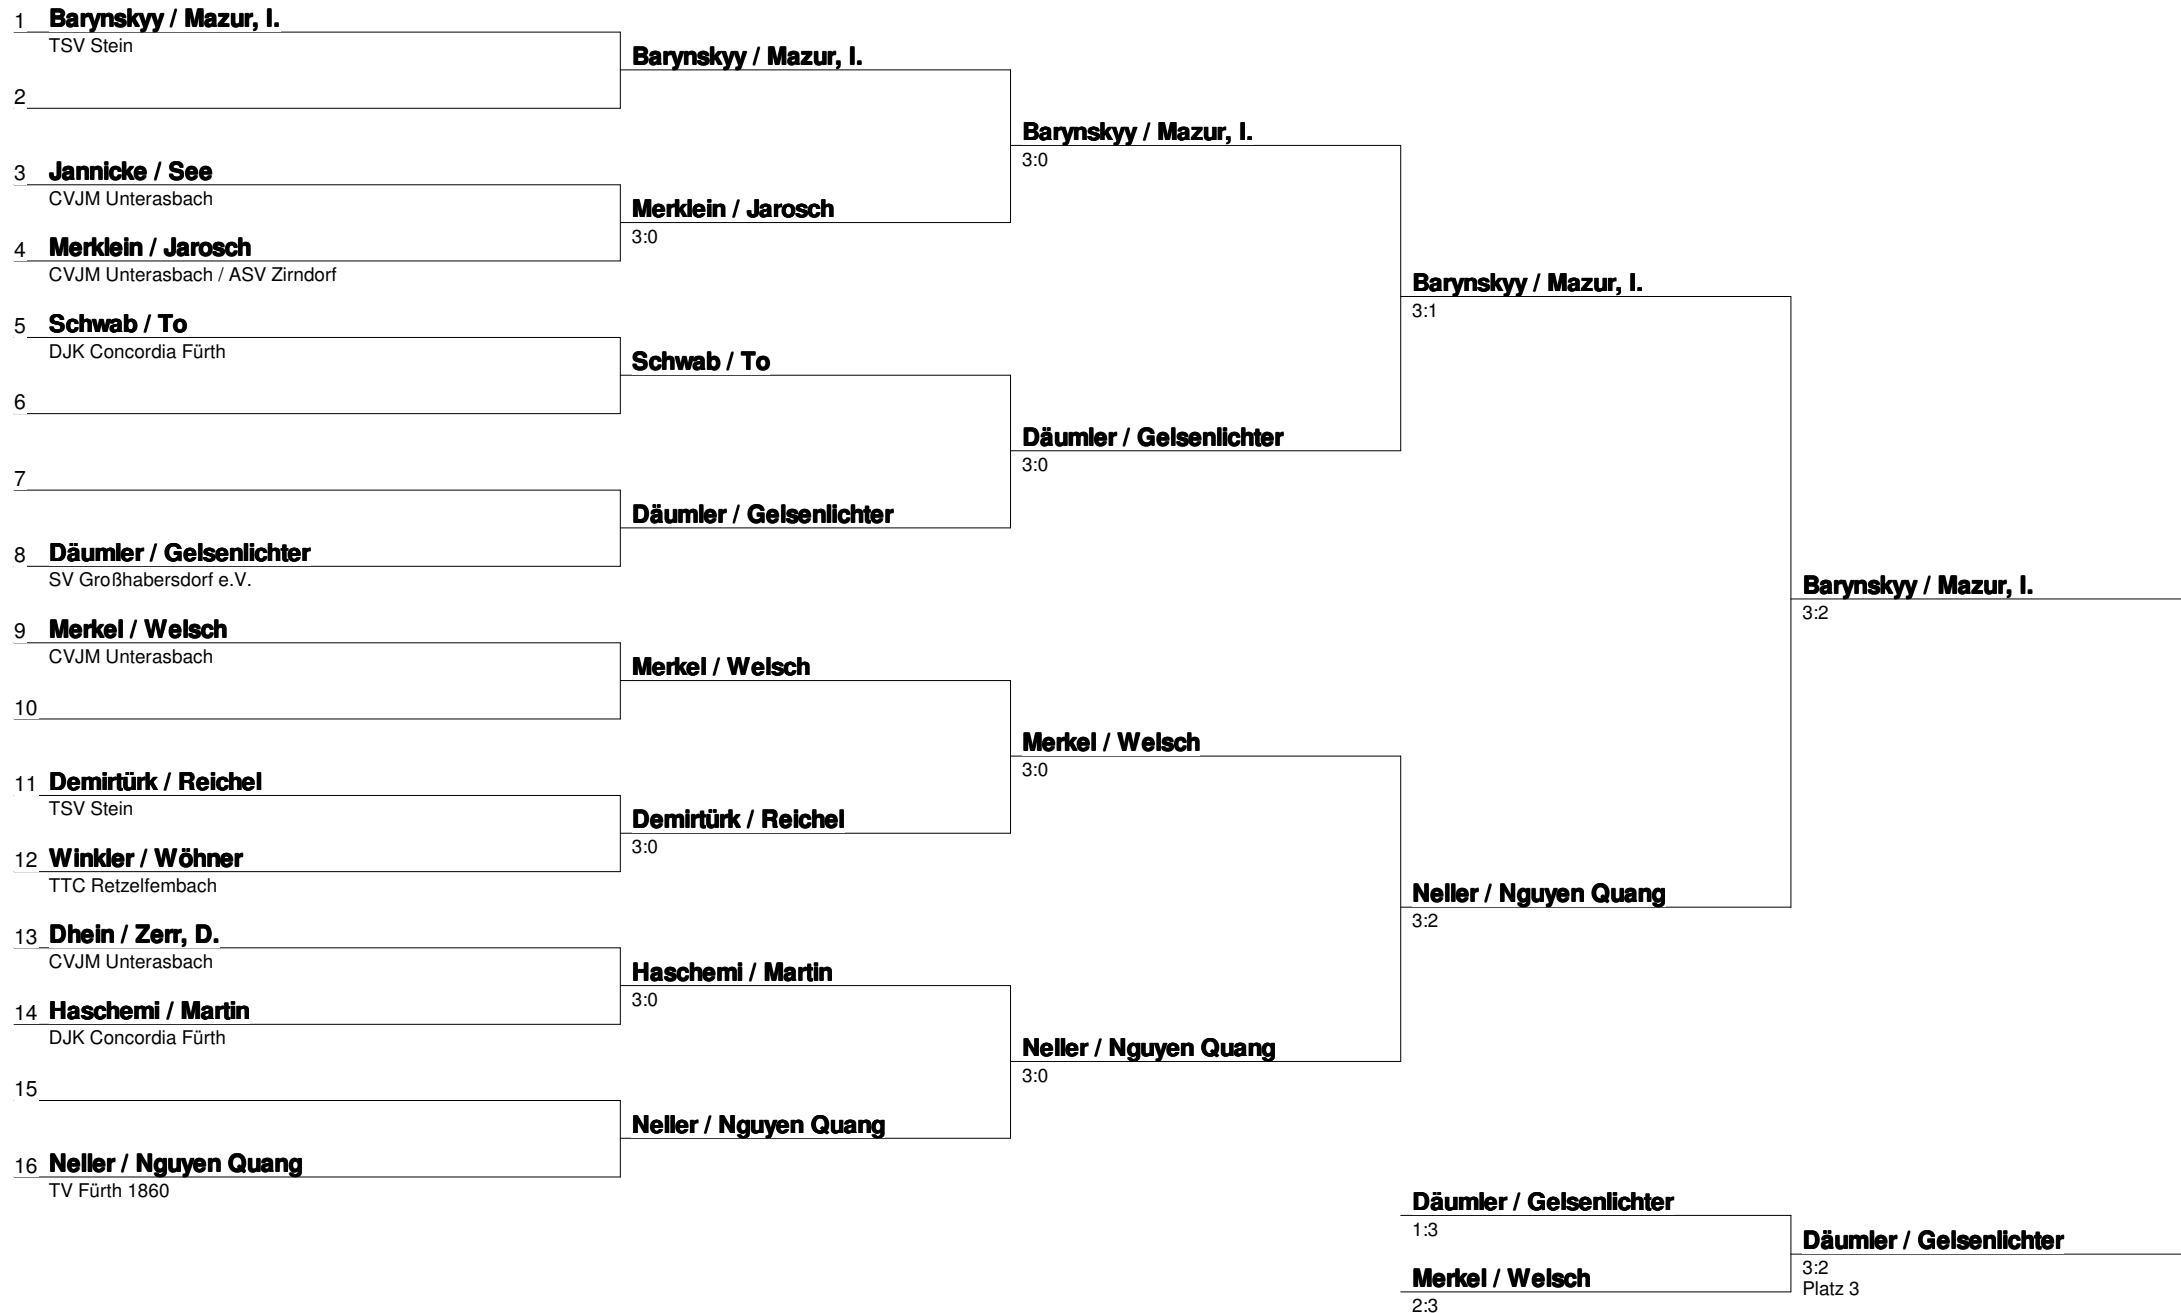 1 Barynskyy / Mazur, I.
TSV Stein
2
3 Jannicke / See
CVJM Unterasbach
4 Merklein / Jarosch
CVJM Unterasbach / ASV Zirndorf
5 Schwab / To
DJK Concordia Fürth
6
7
8 Däumler / Geisenlichter
SV Großhabersdorf e.V.
9 Merkel / Welsch
CVJM Unterasbach
10
11 Demirtürk / Reichel
TSV Stein
12 Winkler / Wöhner
TTC Retzelfembach
13 Dhein / Zerr, D.
CVJM Unterasbach
14 Haschemi / Martin
DJK Concordia Fürth
15
16 Neller / Nguyen Quang
TV Fürth 1860
Barynskyy / Mazur, I.
Merklein / Jarosch
3:0
Schwab / To
Däumler / Geisenlichter
Merkel / Welsch
Demirtürk / Reichel
3:0
Haschemi / Martin
3:0
Neller / Nguyen Quang
Barynskyy / Mazur, I.
3:0
Däumler / Geisenlichter
3:0
Merkel / Welsch
3:0
Neller / Nguyen Quang
3:0
Barynskyy / Mazur, I.
3:1
Neller / Nguyen Quang
3:2
Barynskyy / Mazur, I.
3:2
Däumler / Geisenlichter
1:3
Merkel / Welsch
2:3
Däumler / Geisenlichter
3:2
Platz 3